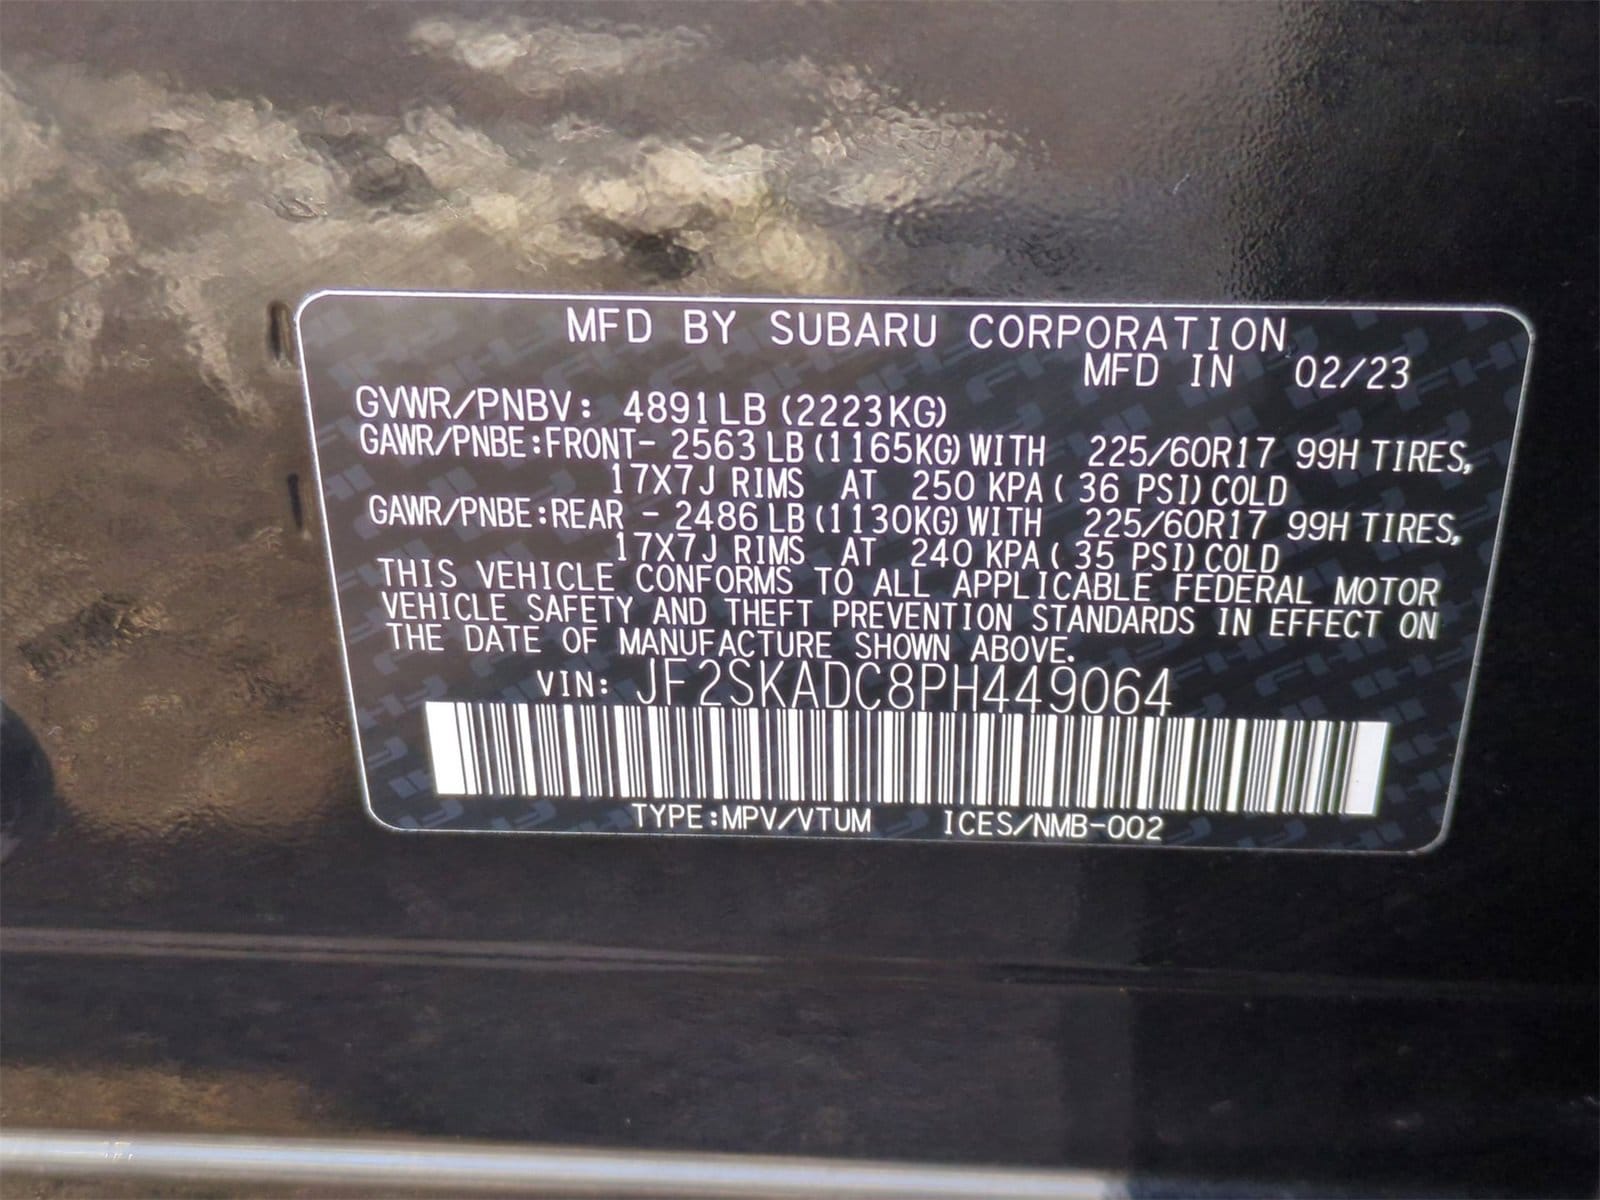 MFD BY SUBARU CORPORATION
MFD IN 02/23
GVWR/PNBV: 4891LB (2223KG)
GAWR/PNBE:FRONT- 2563LB(1165KG)WITH 225/60R17 99H TIRES,
17X7J RIMS AT 250 KPA( 36 PSI)COLD
GAWR/PNBE:REAR - 2486LB(1130KG)WITH 225/60R17 99H TIRES,
17X7J RIMS AT 240 KPA( 35 PSI)COLD
THIS VEHICLE CONFORMS TO ALL APPLICABLE FEDERAL MOTOR
VEHICLE SAFETY AND THEFT PREVENTION STANDARDS IN EFFECT ON
THE DATE OF MANUFACTURE SHOWN ABOVE.
VIN: JF2SKADC8PH449064
TYPE:MPV/VTUM ICES/NMB-002